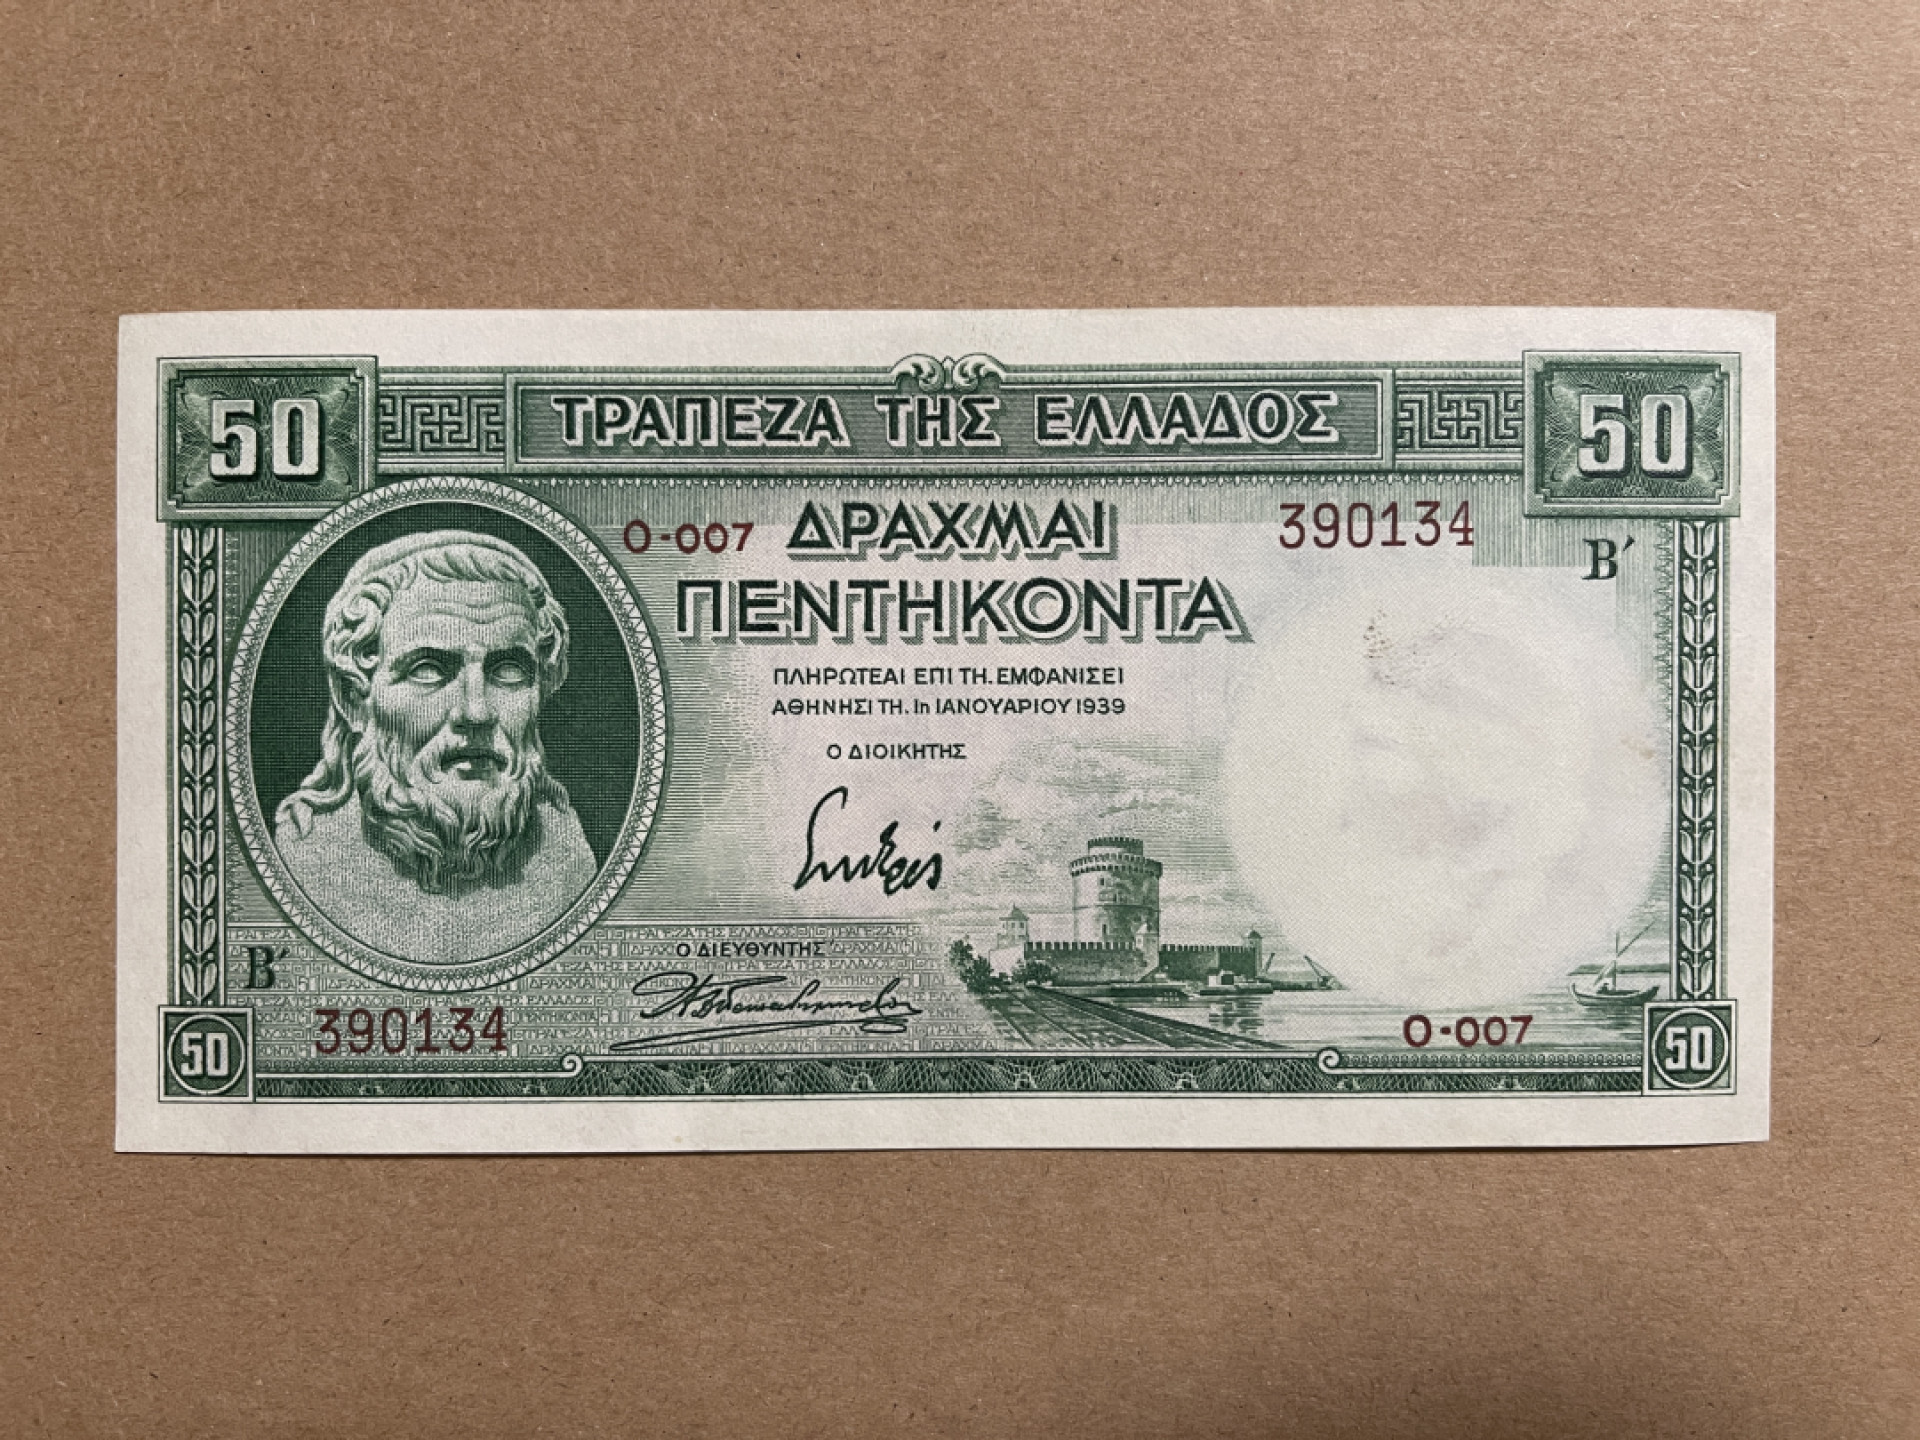 50 ΤΡΑΠΕΖΑ ΤΗΣ ΕΛΛΑΔΟΣ 50
Ο-007 ΔΡΑΧΜΑΙ 390134
ΠΕΝΤΗΚΟΝΤΑ Β΄
ΠΛΗΡΩΤΕΑΙ ΕΠΙ ΤΗ. ΕΜΦΑΝΙΣΕΙ
ΑΘΗΝΗΣΙ ΤΗ. 1η ΙΑΝΟΥΑΡΙΟΥ 1939
Ο ΔΙΟΙΚΗΤΗΣ
Ο ΔΙΕΥΘΥΝΤΗΣ
Β΄
390134 Ο-007
50 50